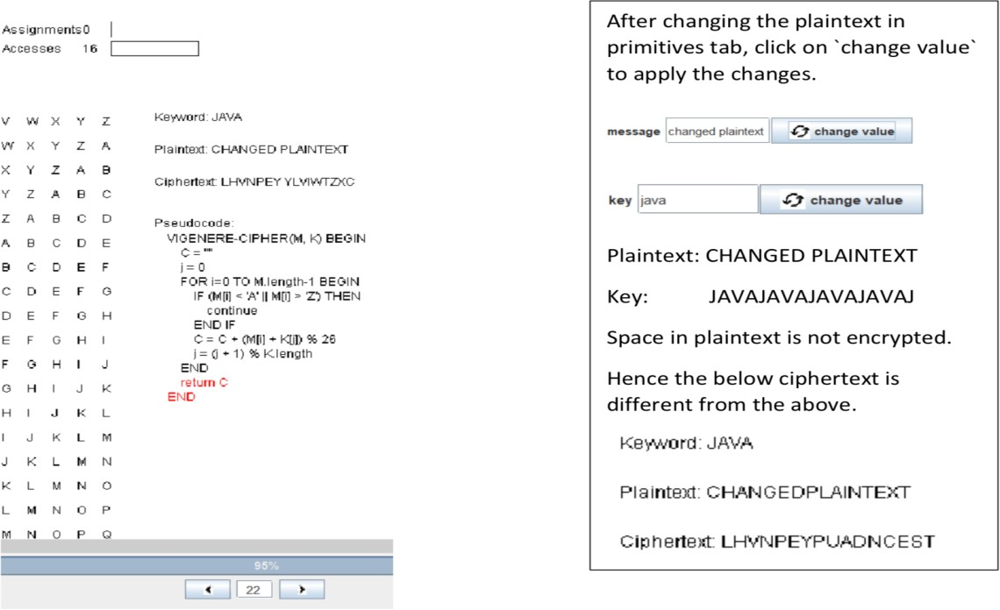 Assignments0
Accesses 16
V W X Y Z
W X Y Z A
X Y Z A B
Y Z A B C
Z A B C D
A B C D E
B C D E F
C D E F G
D E F G H
E F G H I
F G H I J
G H I J K
H I J K L
I J K L M
J K L M N
K L M N O
L M N O P
M N O P Q
Keyword: JAVA
Plaintext: CHANGED PLAINTEXT
Ciphertext: LHVNPEY YLVIWTZXC
Pseudocode:
VIGENERE-CIPHER(M, K) BEGIN
C = ""
j = 0
FOR i=0 TO M.length-1 BEGIN
IF (M[i] < 'A' || M[i] > 'Z') THEN
continue
END IF
C = C + (M[i] + K[j]) % 26
j = (j + 1) % K.length
END
return C
END
95%
22
After changing the plaintext in
primitives tab, click on `change value`
to apply the changes.
message changed plaintext change value
key java change value
Plaintext: CHANGED PLAINTEXT
Key: JAVAJAVAJAVAJAVAJ
Space in plaintext is not encrypted.
Hence the below ciphertext is
different from the above.
Keyword: JAVA
Plaintext: CHANGEDPLAINTEXT
Ciphertext: LHVNPEYPUADNCEST